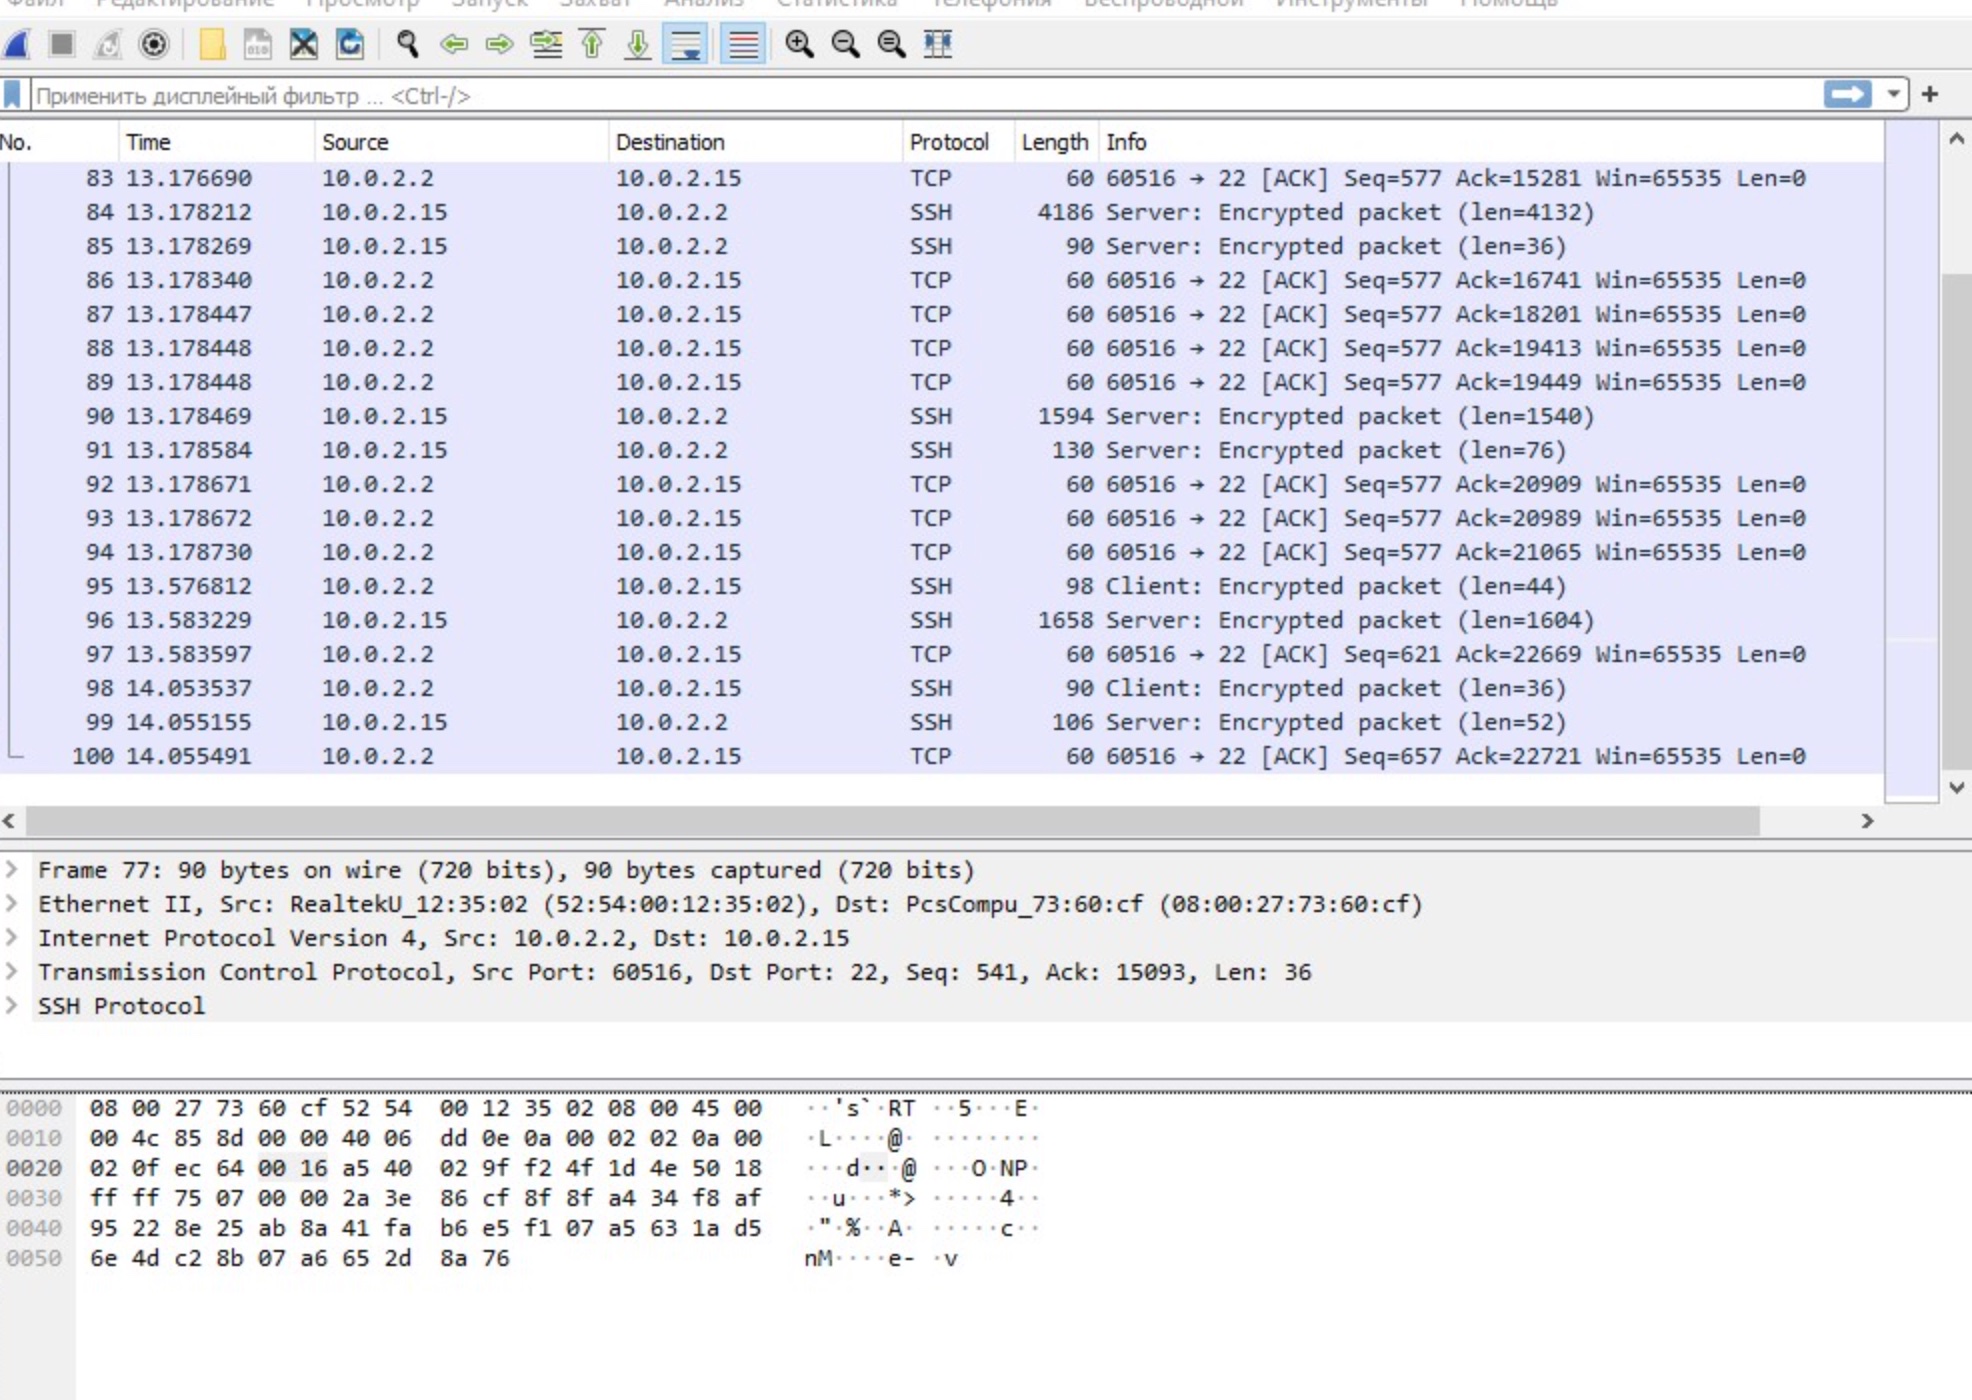 Файл Редактирование Просмотр Запуск Захват Анализ Статистика Телефония Беспроводной Инструменты Помощь
Применить дисплейный фильтр ... <Ctrl-/>
No. Time Source Destination Protocol Length Info
83 13.176690 10.0.2.2 10.0.2.15 TCP 60 60516 → 22 [ACK] Seq=577 Ack=15281 Win=65535 Len=0
84 13.178212 10.0.2.15 10.0.2.2 SSH 4186 Server: Encrypted packet (len=4132)
85 13.178269 10.0.2.15 10.0.2.2 SSH 90 Server: Encrypted packet (len=36)
86 13.178340 10.0.2.2 10.0.2.15 TCP 60 60516 → 22 [ACK] Seq=577 Ack=16741 Win=65535 Len=0
87 13.178447 10.0.2.2 10.0.2.15 TCP 60 60516 → 22 [ACK] Seq=577 Ack=18201 Win=65535 Len=0
88 13.178448 10.0.2.2 10.0.2.15 TCP 60 60516 → 22 [ACK] Seq=577 Ack=19413 Win=65535 Len=0
89 13.178448 10.0.2.2 10.0.2.15 TCP 60 60516 → 22 [ACK] Seq=577 Ack=19449 Win=65535 Len=0
90 13.178469 10.0.2.15 10.0.2.2 SSH 1594 Server: Encrypted packet (len=1540)
91 13.178584 10.0.2.15 10.0.2.2 SSH 130 Server: Encrypted packet (len=76)
92 13.178671 10.0.2.2 10.0.2.15 TCP 60 60516 → 22 [ACK] Seq=577 Ack=20909 Win=65535 Len=0
93 13.178672 10.0.2.2 10.0.2.15 TCP 60 60516 → 22 [ACK] Seq=577 Ack=20989 Win=65535 Len=0
94 13.178730 10.0.2.2 10.0.2.15 TCP 60 60516 → 22 [ACK] Seq=577 Ack=21065 Win=65535 Len=0
95 13.576812 10.0.2.2 10.0.2.15 SSH 98 Client: Encrypted packet (len=44)
96 13.583229 10.0.2.15 10.0.2.2 SSH 1658 Server: Encrypted packet (len=1604)
97 13.583597 10.0.2.2 10.0.2.15 TCP 60 60516 → 22 [ACK] Seq=621 Ack=22669 Win=65535 Len=0
98 14.053537 10.0.2.2 10.0.2.15 SSH 90 Client: Encrypted packet (len=36)
99 14.055155 10.0.2.15 10.0.2.2 SSH 106 Server: Encrypted packet (len=52)
100 14.055491 10.0.2.2 10.0.2.15 TCP 60 60516 → 22 [ACK] Seq=657 Ack=22721 Win=65535 Len=0
Frame 77: 90 bytes on wire (720 bits), 90 bytes captured (720 bits)
Ethernet II, Src: RealtekU_12:35:02 (52:54:00:12:35:02), Dst: PcsCompu_73:60:cf (08:00:27:73:60:cf)
Internet Protocol Version 4, Src: 10.0.2.2, Dst: 10.0.2.15
Transmission Control Protocol, Src Port: 60516, Dst Port: 22, Seq: 541, Ack: 15093, Len: 36
SSH Protocol
0000 08 00 27 73 60 cf 52 54 00 12 35 02 08 00 45 00 ··'s`·RT ··5···E·
0010 00 4c 85 8d 00 00 40 06 dd 0e 0a 00 02 02 0a 00 ·L····@· ········
0020 02 0f ec 64 00 16 a5 40 02 9f f2 4f 1d 4e 50 18 ···d···@ ···O·NP·
0030 ff ff 75 07 00 00 2a 3e 86 cf 8f 8f a4 34 f8 af ··u···*> ·····4··
0040 95 22 8e 25 ab 8a 41 fa b6 e5 f1 07 a5 63 1a d5 ·"·%··A· ·····c··
0050 6e 4d c2 8b 07 a6 65 2d 8a 76 nM····e- ·v